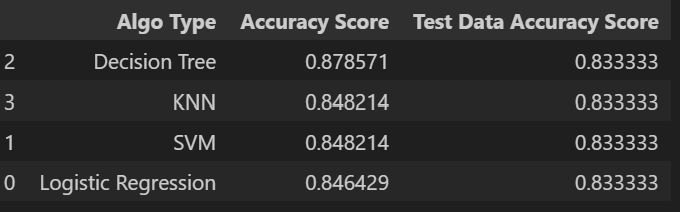 Algo Type Accuracy Score Test Data Accuracy Score
2 Decision Tree 0.878571 0.833333
3 KNN 0.848214 0.833333
1 SVM 0.848214 0.833333
0 Logistic Regression 0.846429 0.833333